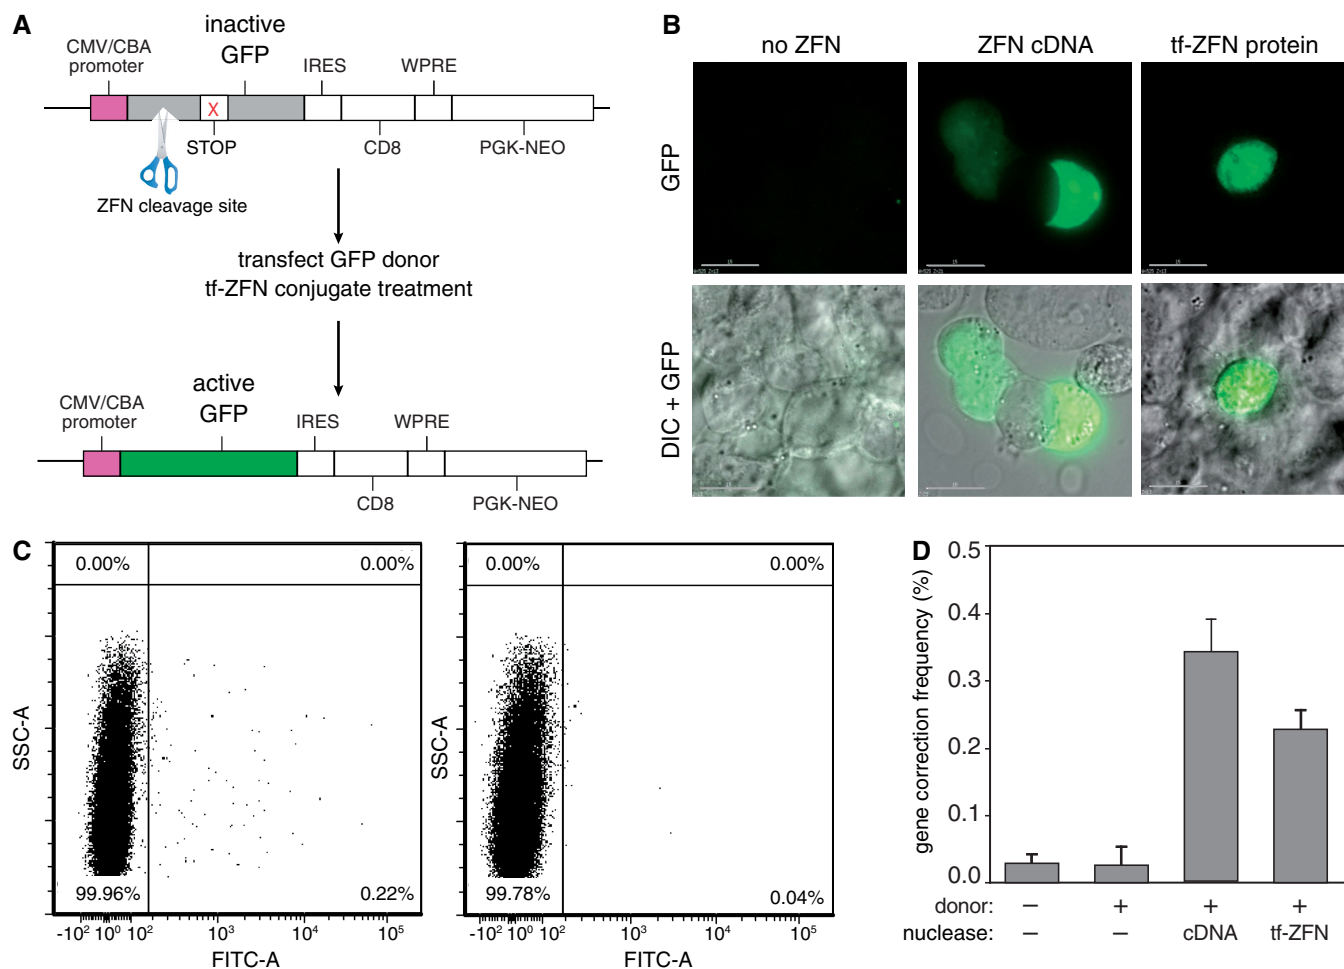 A
inactive
GFP
CMV/CBA
promoter
IRES
WPRE
X
STOP
CD8
PGK-NEO
ZFN cleavage site
transfect GFP donor
tf-ZFN conjugate treatment
active
GFP
CMV/CBA
promoter
IRES
WPRE
CD8
PGK-NEO
B
no ZFN
ZFN cDNA
tf-ZFN protein
GFP
DIC + GFP
15
15
15
15
C
0.00%
0.00%
99.96%
0.22%
SSC-A
-10² 10⁰ 10² 10³ 10⁴ 10⁵
FITC-A
0.00%
0.00%
99.78%
0.04%
SSC-A
-10² 10⁰ 10² 10³ 10⁴ 10⁵
FITC-A
D
gene correction frequency (%)
0.5
0.4
0.3
0.2
0.1
0.0
donor: − + + +
nuclease: − − cDNA tf-ZFN